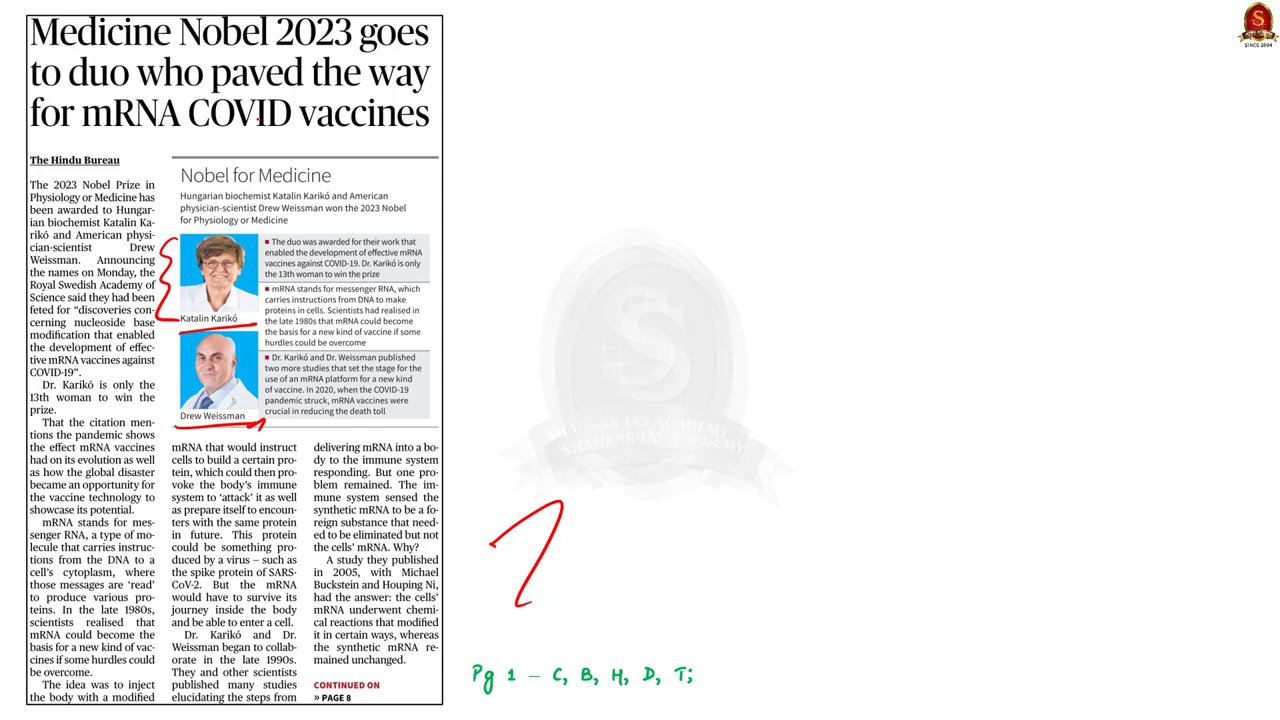 Medicine Nobel 2023 goes
to duo who paved the way
for mRNA COVID vaccines
The Hindu Bureau
The 2023 Nobel Prize in
Physiology or Medicine has
been awarded to Hungar-
ian biochemist Katalin Ka-
rikó and American physi-
cian-scientist Drew
Weissman. Announcing
the names on Monday, the
Royal Swedish Academy of
Science said they had been
feted for “discoveries con-
cerning nucleoside base
modification that enabled
the development of effec-
tive mRNA vaccines against
COVID-19”.
Dr. Karikó is only the
13th woman to win the
prize.
That the citation men-
tions the pandemic shows
the effect mRNA vaccines
had on its evolution as well
as how the global disaster
became an opportunity for
the vaccine technology to
showcase its potential.
mRNA stands for mes-
senger RNA, a type of mo-
lecule that carries instruc-
tions from the DNA to a
cell's cytoplasm, where
those messages are ‘read’
to produce various pro-
teins. In the late 1980s,
scientists realised that
mRNA could become the
basis for a new kind of vac-
cines if some hurdles could
be overcome.
The idea was to inject
the body with a modified
Nobel for Medicine
Hungarian biochemist Katalin Karikó and American
physician-scientist Drew Weissman won the 2023 Nobel
for Physiology or Medicine
Katalin Karikó
Drew Weissman
■ The duo was awarded for their work that
enabled the development of effective mRNA
vaccines against COVID-19. Dr. Karikó is only
the 13th woman to win the prize
■ mRNA stands for messenger RNA, which
carries instructions from DNA to make
proteins in cells. Scientists had realised in
the late 1980s that mRNA could become
the basis for a new kind of vaccine if some
hurdles could be overcome
■ Dr. Karikó and Dr. Weissman published
two more studies that set the stage for the
use of an mRNA platform for a new kind
of vaccine. In 2020, when the COVID-19
pandemic struck, mRNA vaccines were
crucial in reducing the death toll
mRNA that would instruct
cells to build a certain pro-
tein, which could then pro-
voke the body's immune
system to ‘attack’ it as well
as prepare itself to encoun-
ters with the same protein
in future. This protein
could be something pro-
duced by a virus – such as
the spike protein of SARS-
CoV-2. But the mRNA
would have to survive its
journey inside the body
and be able to enter a cell.
Dr. Karikó and Dr.
Weissman began to collab-
orate in the late 1990s.
They and other scientists
published many studies
elucidating the steps from
delivering mRNA into a bo-
dy to the immune system
responding. But one pro-
blem remained. The im-
mune system sensed the
synthetic mRNA to be a fo-
reign substance that need-
ed to be eliminated but not
the cells' mRNA. Why?
A study they published
in 2005, with Michael
Buckstein and Houping Ni,
had the answer: the cells'
mRNA underwent chemi-
cal reactions that modified
it in certain ways, whereas
the synthetic mRNA re-
mained unchanged.
CONTINUED ON
» PAGE 8
SHANKAR IAS ACADEMY
SHANKAR IAS ACADEMY
Pg 1 – C, B, H, D, T;
S
SINCE 2004